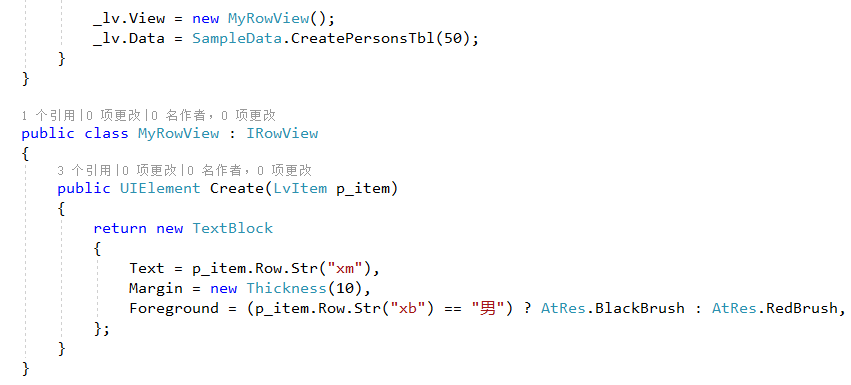 _lv.View = new MyRowView();
_lv.Data = SampleData.CreatePersonsTbl(50);
}
}
1 个引用|0 项更改|0 名作者，0 项更改
public class MyRowView : IRowView
{
3 个引用|0 项更改|0 名作者，0 项更改
public UIElement Create(LvItem p_item)
{
return new TextBlock
{
Text = p_item.Row.Str("xm"),
Margin = new Thickness(10),
Foreground = (p_item.Row.Str("xb") == "男") ? AtRes.BlackBrush : AtRes.RedBrush,
};
}
}